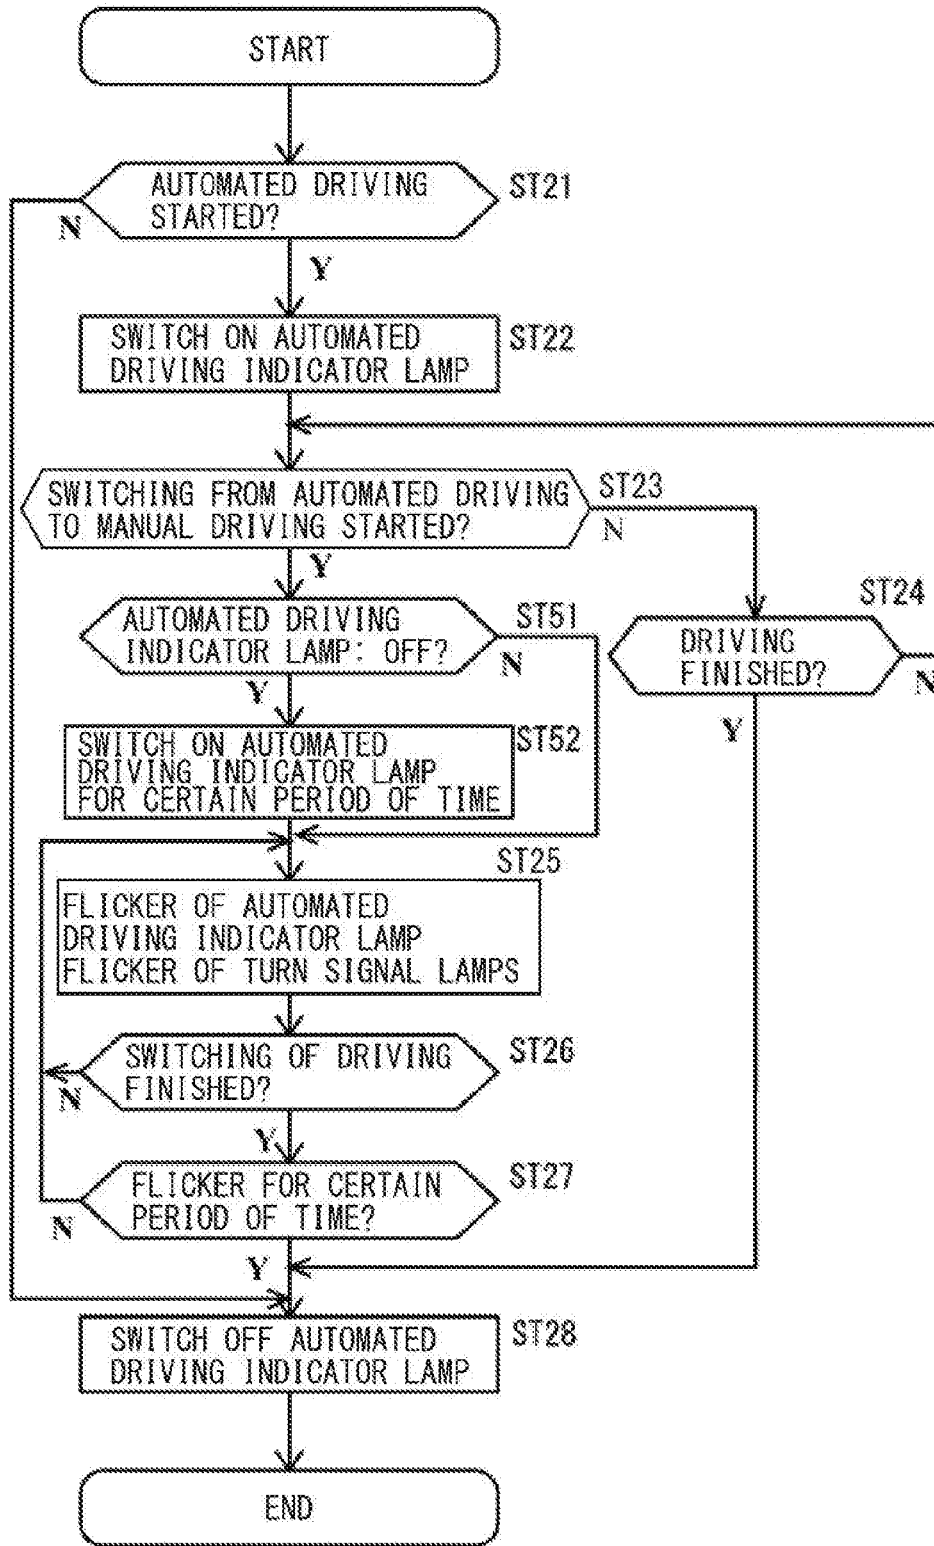 START
AUTOMATED DRIVING
STARTED?
ST21
N
Y
SWITCH ON AUTOMATED
DRIVING INDICATOR LAMP
ST22
SWITCHING FROM AUTOMATED DRIVING
TO MANUAL DRIVING STARTED?
ST23
N
Y
AUTOMATED DRIVING
INDICATOR LAMP: OFF?
ST51
N
Y
DRIVING
FINISHED?
ST24
N
Y
SWITCH ON AUTOMATED
DRIVING INDICATOR LAMP
FOR CERTAIN PERIOD OF TIME
ST52
ST25
FLICKER OF AUTOMATED
DRIVING INDICATOR LAMP
FLICKER OF TURN SIGNAL LAMPS
SWITCHING OF DRIVING
FINISHED?
ST26
N
Y
FLICKER FOR CERTAIN
PERIOD OF TIME?
ST27
N
Y
SWITCH OFF AUTOMATED
DRIVING INDICATOR LAMP
ST28
END